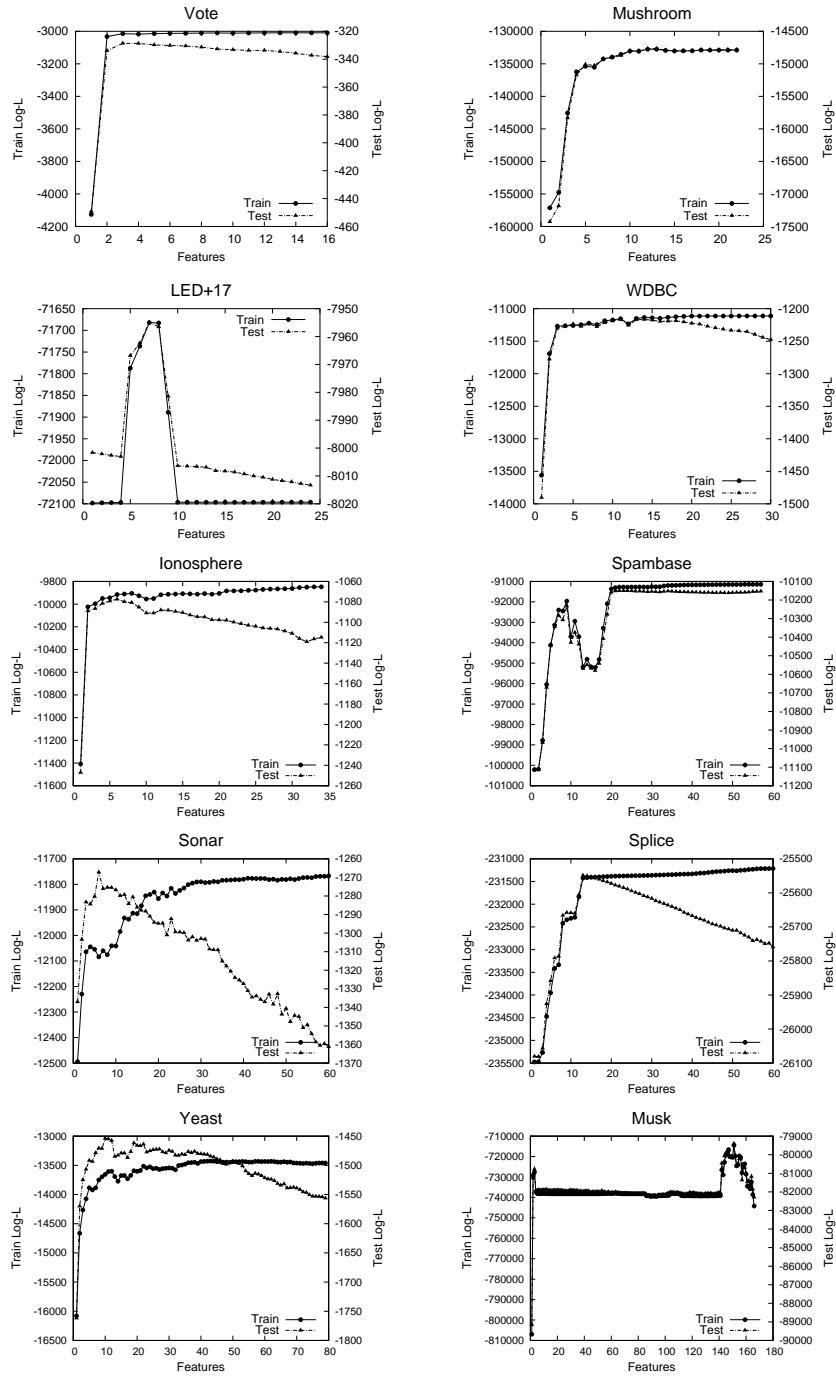 Vote
Train Log-L
-3000
-3200
-3400
-3600
-3800
-4000
-4200
-320
-340
-360
-380
-400
-420
-440
-460
Test Log-L
Train
Test
0 2 4 6 8 10 12 14 16
Features
Mushroom
Train Log-L
-130000
-135000
-140000
-145000
-150000
-155000
-160000
-14500
-15000
-15500
-16000
-16500
-17000
-17500
Test Log-L
Train
Test
0 5 10 15 20 25
Features
LED+17
Train Log-L
-71650
-71700
-71750
-71800
-71850
-71900
-71950
-72000
-72050
-72100
-7950
-7960
-7970
-7980
-7990
-8000
-8010
-8020
Test Log-L
Train
Test
0 5 10 15 20 25
Features
WDBC
Train Log-L
-11000
-11500
-12000
-12500
-13000
-13500
-14000
-1200
-1250
-1300
-1350
-1400
-1450
-1500
Test Log-L
Train
Test
0 5 10 15 20 25 30
Features
Ionosphere
Train Log-L
-9800
-10000
-10200
-10400
-10600
-10800
-11000
-11200
-11400
-11600
-1060
-1080
-1100
-1120
-1140
-1160
-1180
-1200
-1220
-1240
-1260
Test Log-L
Train
Test
0 5 10 15 20 25 30 35
Features
Spambase
Train Log-L
-91000
-92000
-93000
-94000
-95000
-96000
-97000
-98000
-99000
-100000
-101000
-10100
-10200
-10300
-10400
-10500
-10600
-10700
-10800
-10900
-11000
-11100
-11200
Test Log-L
Train
Test
0 10 20 30 40 50 60
Features
Sonar
Train Log-L
-11700
-11800
-11900
-12000
-12100
-12200
-12300
-12400
-12500
-1260
-1270
-1280
-1290
-1300
-1310
-1320
-1330
-1340
-1350
-1360
-1370
Test Log-L
Train
Test
0 10 20 30 40 50 60
Features
Splice
Train Log-L
-231000
-231500
-232000
-232500
-233000
-233500
-234000
-234500
-235000
-235500
-25500
-25600
-25700
-25800
-25900
-26000
-26100
Test Log-L
Train
Test
0 10 20 30 40 50 60
Features
Yeast
Train Log-L
-13000
-13500
-14000
-14500
-15000
-15500
-16000
-16500
-1450
-1500
-1550
-1600
-1650
-1700
-1750
-1800
Test Log-L
Train
Test
0 10 20 30 40 50 60 70 80
Features
Musk
Train Log-L
-710000
-720000
-730000
-740000
-750000
-760000
-770000
-780000
-790000
-800000
-810000
-79000
-80000
-81000
-82000
-83000
-84000
-85000
-86000
-87000
-88000
-89000
-90000
Test Log-L
Train
Test
0 20 40 60 80 100 120 140 160 180
Features